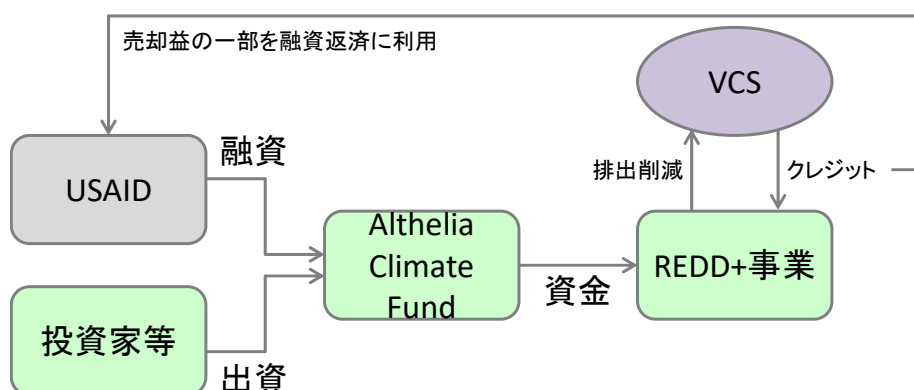 売却益の一部を融資返済に利用
VCS
融資
排出削減
クレジット
USAID
Althelia
Climate
Fund
REDD+事業
資金
投資家等
出資